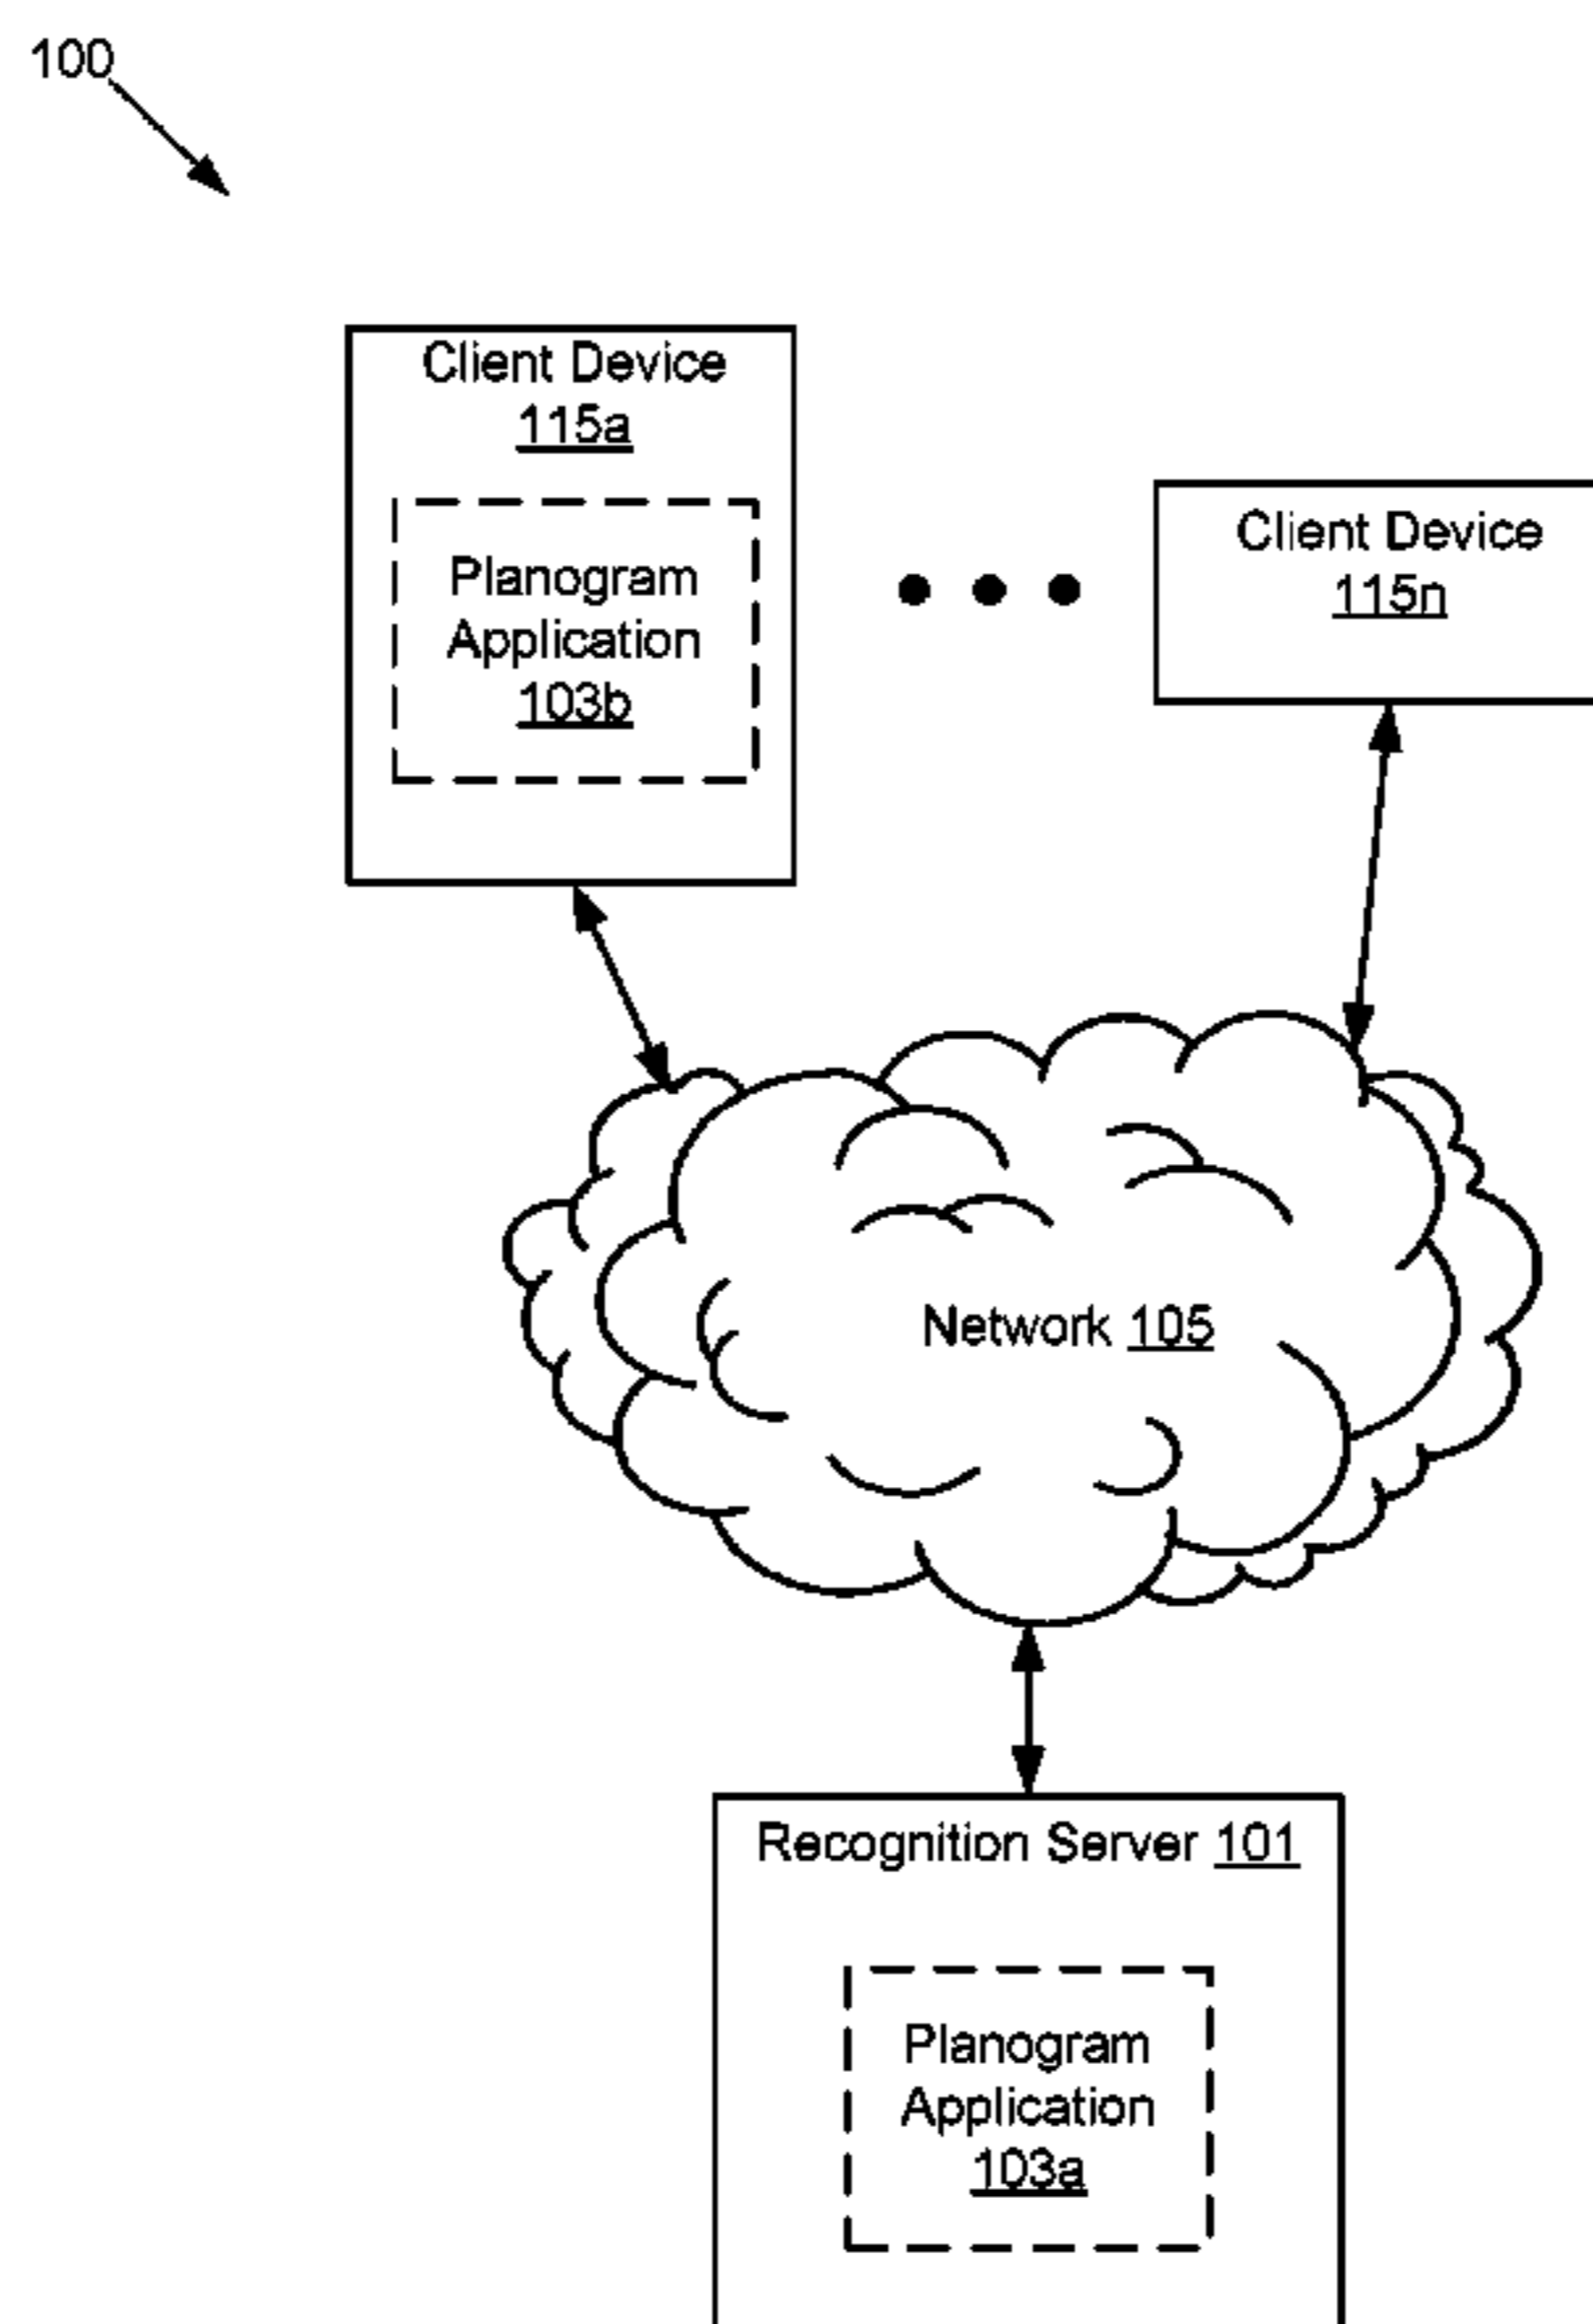 100
Client Device
115a
Planogram
Application
103b
Client Device
115n
Network 105
Recognition Server 101
Planogram
Application
103a